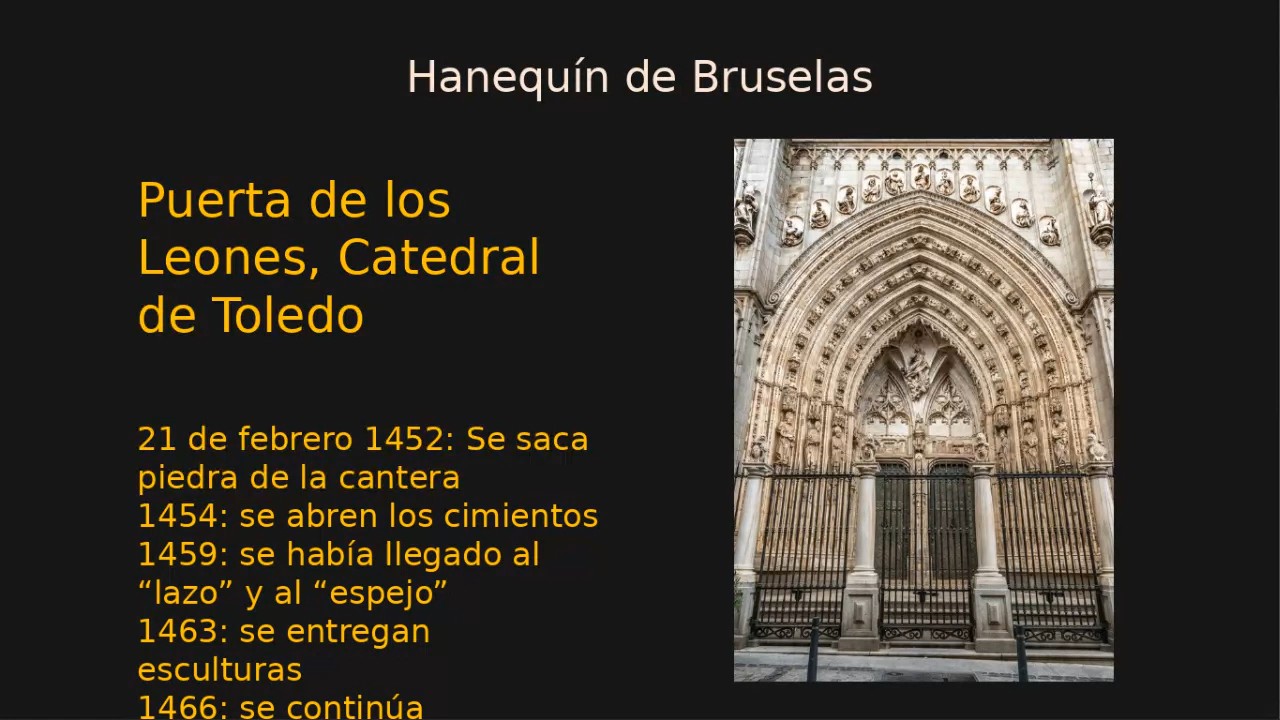 Hanequín de Bruselas
Puerta de los
Leones, Catedral
de Toledo
21 de febrero 1452: Se saca
piedra de la cantera
1454: se abren los cimientos
1459: se había llegado al
“lazo” y al “espejo”
1463: se entregan
esculturas
1466: se continúa